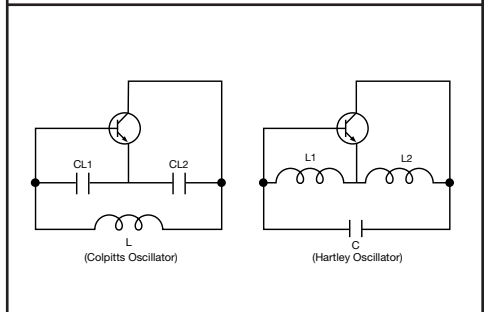 CL1
CL2
L
(Colpitts Oscillator)
L1
L2
C
(Hartley Oscillator)